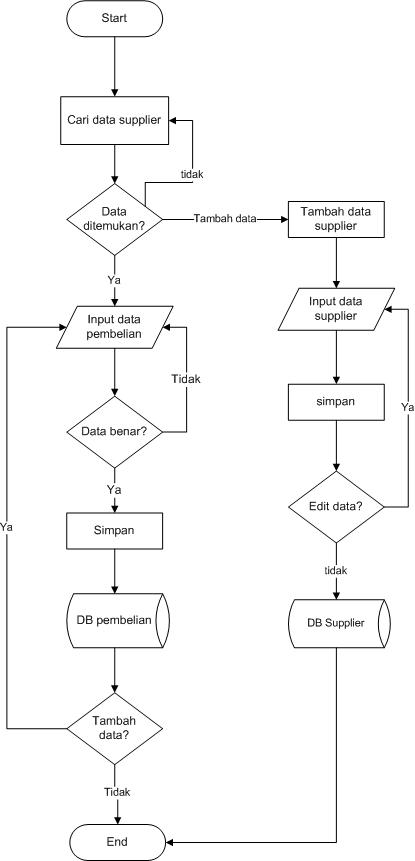 Start
Cari data supplier
tidak
Data
ditemukan?
Tambah data
Tambah data
supplier
Ya
Input data
pembelian
Input data
supplier
Tidak
simpan
Ya
Data benar?
Ya
Edit data?
Simpan
Ya
tidak
DB pembelian
DB Supplier
Tambah
data?
Tidak
End